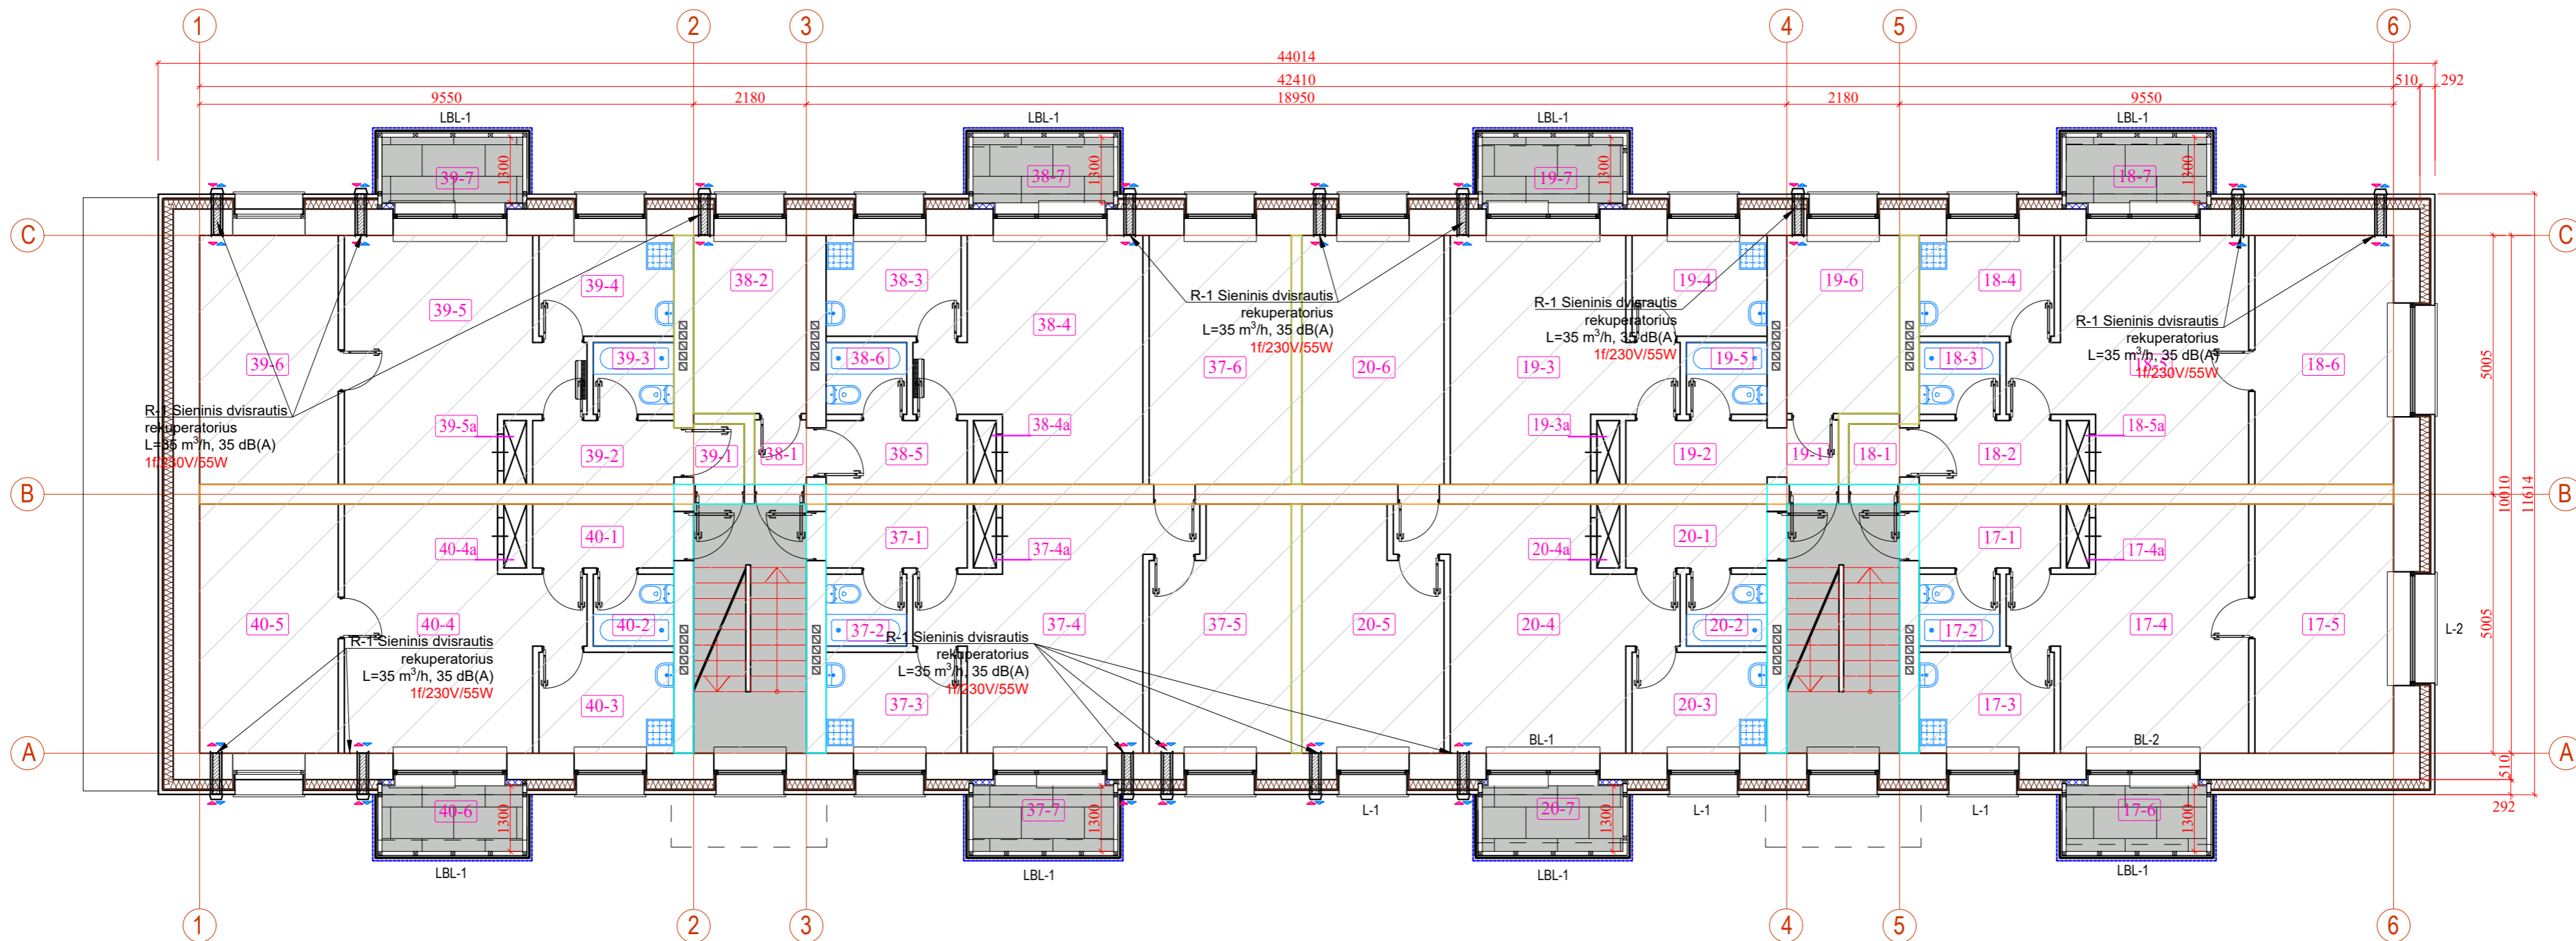 1 2 3 4 5 6
44014
42410 510 292
9550 2180 18950 2180 9550
LBL-1 LBL-1 LBL-1 LBL-1
1300 1300 1300 1300
39-7 38-7 19-7 18-7
C C
39-4 38-2 38-3 19-4 19-6 18-4
39-5 38-4 19-3 18-5
39-6 39-3 38-6 37-6 20-6 19-5 18-3 18-6
R-1 Sieninis dvisrautis
rekuperatorius
L=35 m³/h, 35 dB(A)
1f/230V/55W
R-1 Sieninis dvisrautis
rekuperatorius
L=35 m³/h, 35 dB(A)
1f/230V/55W
R-1 Sieninis dvisrautis
rekuperatorius
L=35 m³/h, 35 dB(A)
1f/230V/55W
R-1 Sieninis dvisrautis
rekuperatorius
L=35 m³/h, 35 dB(A)
1f/230V/55W
5005
39-5a 38-4a 19-3a 18-5a
39-2 39-1 38-1 38-5 19-2 19-1 18-1 18-2
B B
10010
11614
40-1 37-1 20-1 17-1
40-4a 37-4a 20-4a 17-4a
40-5 40-4 40-2 37-2 37-4 37-5 20-5 20-4 20-2 17-2 17-4 17-5
L-2
5005
R-1 Sieninis dvisrautis
rekuperatorius
L=35 m³/h, 35 dB(A)
1f/230V/55W
R-1 Sieninis dvisrautis
rekuperatorius
L=35 m³/h, 35 dB(A)
1f/230V/55W
40-3 37-3 20-3 17-3
BL-1 BL-2
A A
510
292
40-6 37-7 20-7 17-6
1300 1300 1300 1300
L-1 L-1 L-1
LBL-1 LBL-1 LBL-1 LBL-1
1 2 3 4 5 6